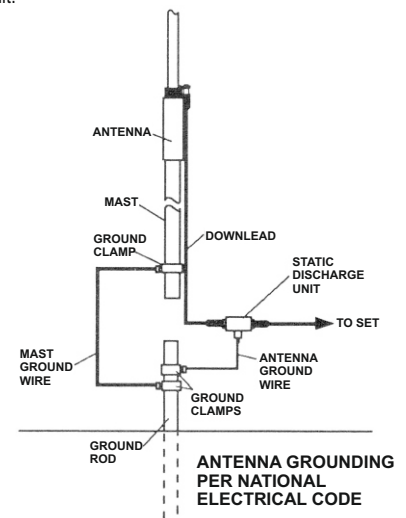 it.
ANTENNA
MAST
GROUND
CLAMP
DOWNLEAD
STATIC
DISCHARGE
UNIT
TO SET
MAST
GROUND
WIRE
ANTENNA
GROUND
WIRE
GROUND
CLAMPS
GROUND
ROD
ANTENNA GROUNDING
PER NATIONAL
ELECTRICAL CODE